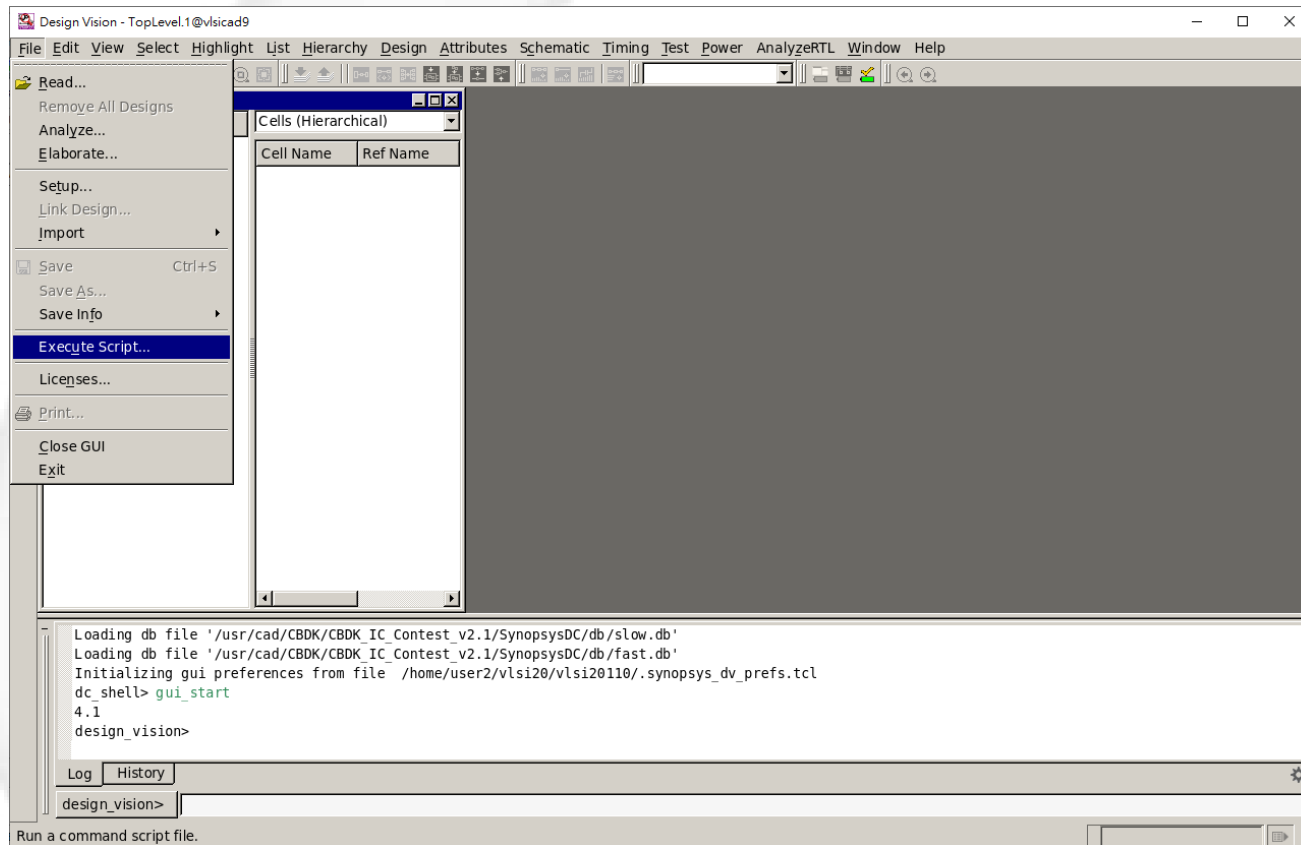 Design Vision - TopLevel.1@vlsicad9
File Edit View Select Highlight List Hierarchy Design Attributes Schematic Timing Test Power AnalyzeRTL Window Help
Read...
Remove All Designs
Analyze...
Elaborate...
Setup...
Link Design...
Import
Save Ctrl+S
Save As...
Save Info
Execute Script...
Licenses...
Print...
Close GUI
Exit
Cells (Hierarchical)
Cell Name Ref Name
Loading db file '/usr/cad/CBDK/CBDK_IC_Contest_v2.1/SynopsysDC/db/slow.db'
Loading db file '/usr/cad/CBDK/CBDK_IC_Contest_v2.1/SynopsysDC/db/fast.db'
Initializing gui preferences from file  /home/user2/vlsi20/vlsi20110/.synopsys_dv_prefs.tcl
dc_shell> gui_start
4.1
design_vision>
Log History
design_vision>
Run a command script file.